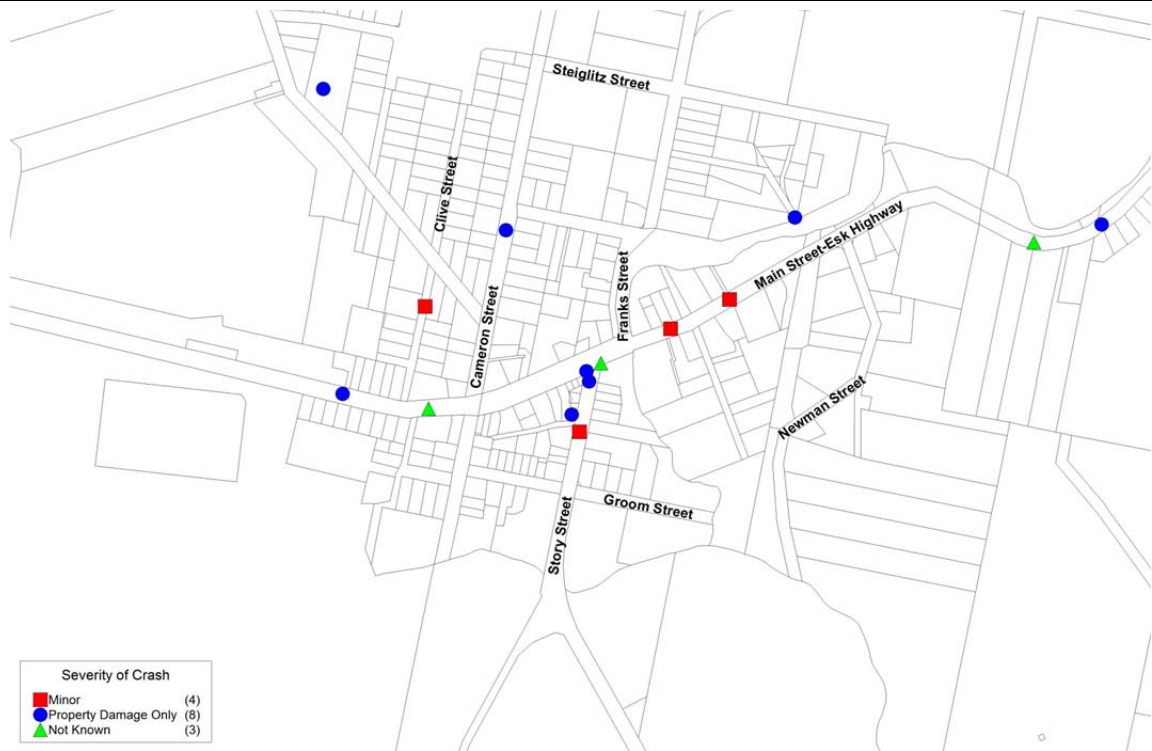 Steiglitz Street
Clive Street
Main Street-Esk Highway
Franks Street
Cameron Street
Newman Street
Groom Street
Story Street
Severity of Crash
Minor (4)
Property Damage Only (8)
Not Known (3)